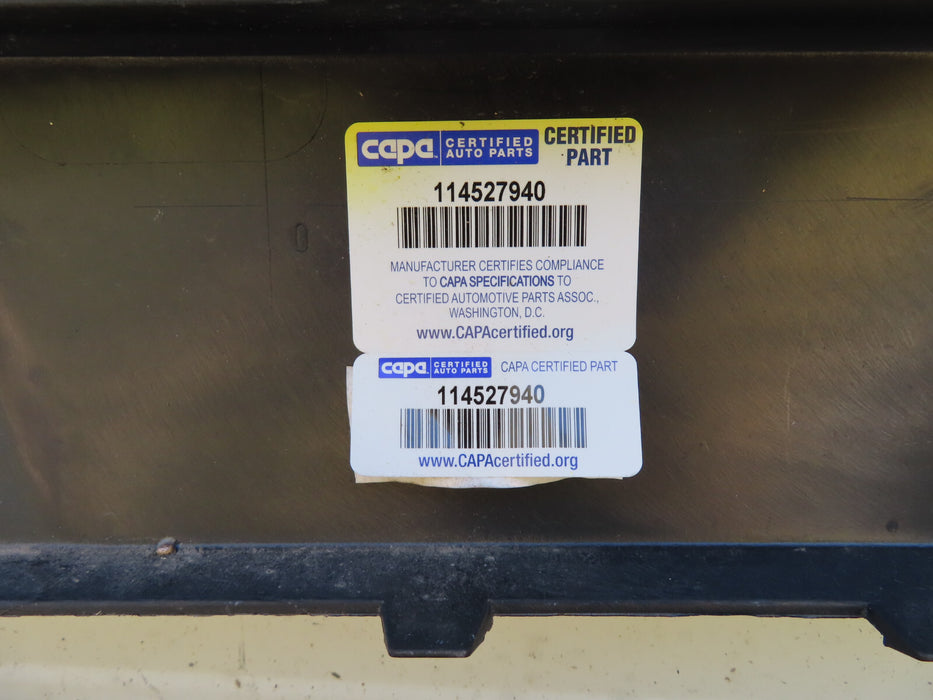 capa CERTIFIED AUTO PARTS
CERTIFIED PART
114527940
MANUFACTURER CERTIFIES COMPLIANCE
TO CAPA SPECIFICATIONS TO
CERTIFIED AUTOMOTIVE PARTS ASSOC.,
WASHINGTON, D.C.
www.CAPAcertified.org
capa CERTIFIED AUTO PARTS CAPA CERTIFIED PART
114527940
www.CAPAcertified.org